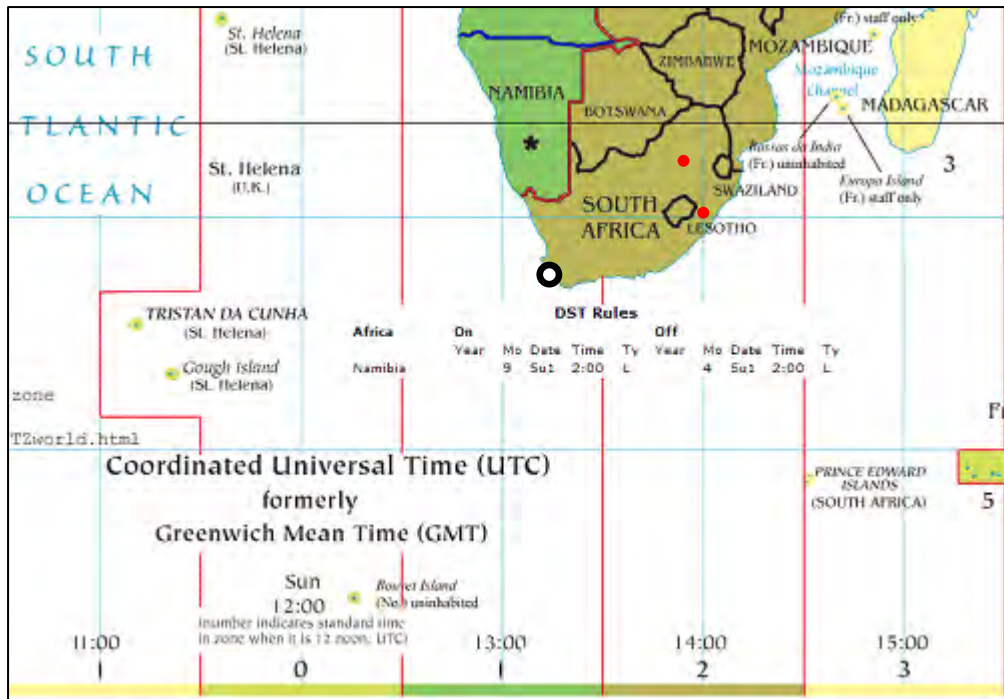 (Fr.) staff only
St. Helena
(St. Helena)
SOUTH
MOZAMBIQUE
ZIMBABWE
Mozambique
Channel
NAMIBIA
MADAGASCAR
BOTSWANA
TLANTIC
*
Bassas da India
(Fr.) uninhabited
3
St. Helena
(U.K.)
Europa Island
(Fr.) staff only
OCEAN
SWAZILAND
SOUTH
AFRICA
LESOTHO
TRISTAN DA CUNHA
(St. Helena)
DST Rules
Africa On Off
Year Mo Date Time Ty Year Mo Date Time Ty
Namibia 9 Su1 2:00 L 4 Su1 2:00 L
Gough Island
(St. Helena)
zone
Fr
TZworld.html
Coordinated Universal Time (UTC)
formerly
Greenwich Mean Time (GMT)
PRINCE EDWARD
ISLANDS
(SOUTH AFRICA)
5
Sun
12:00
Bouvet Island
(No.) uninhabited
(number indicates standard time
in zone when it is 12 noon, UTC)
11:00 13:00 14:00 15:00
1 0 1 2 3